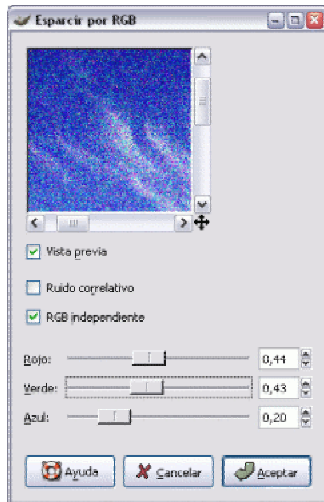 Esparcir por RGB
Vista previa
Ruido correlativo
RGB independiente
Rojo: 0,44
Verde: 0,43
Azul: 0,20
Ayuda Cancelar Aceptar